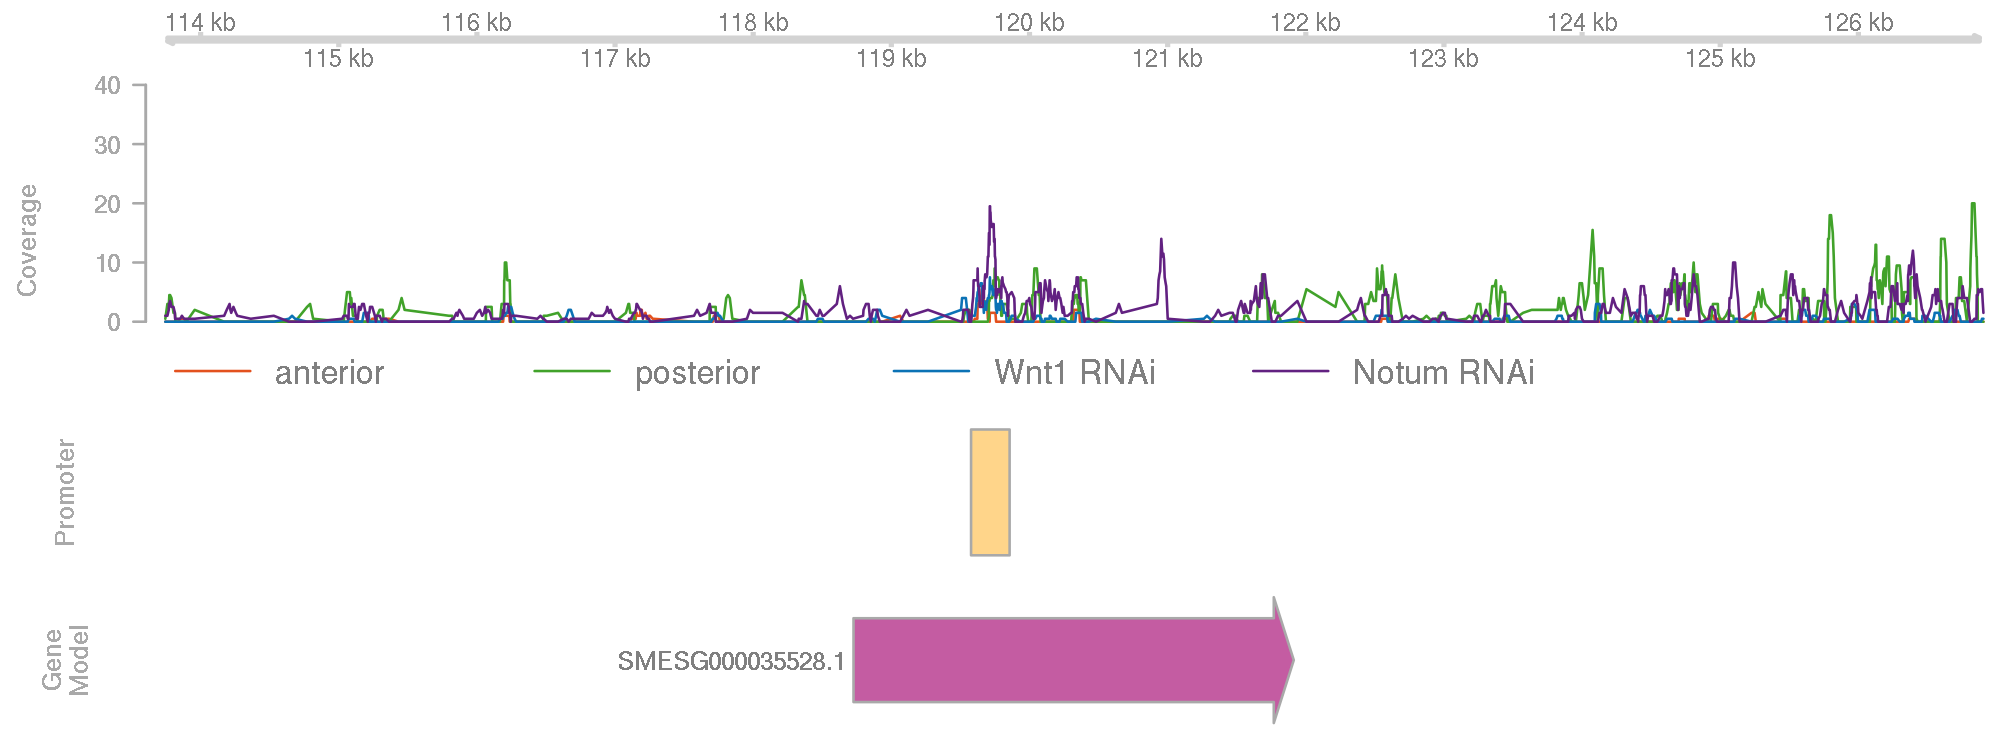 114 kb 116 kb 118 kb 120 kb 122 kb 124 kb 126 kb
115 kb 117 kb 119 kb 121 kb 123 kb 125 kb
40
30
20
10
0
Coverage
anterior posterior Wnt1 RNAi Notum RNAi
Promoter
Gene
Model
SMESG000035528.1